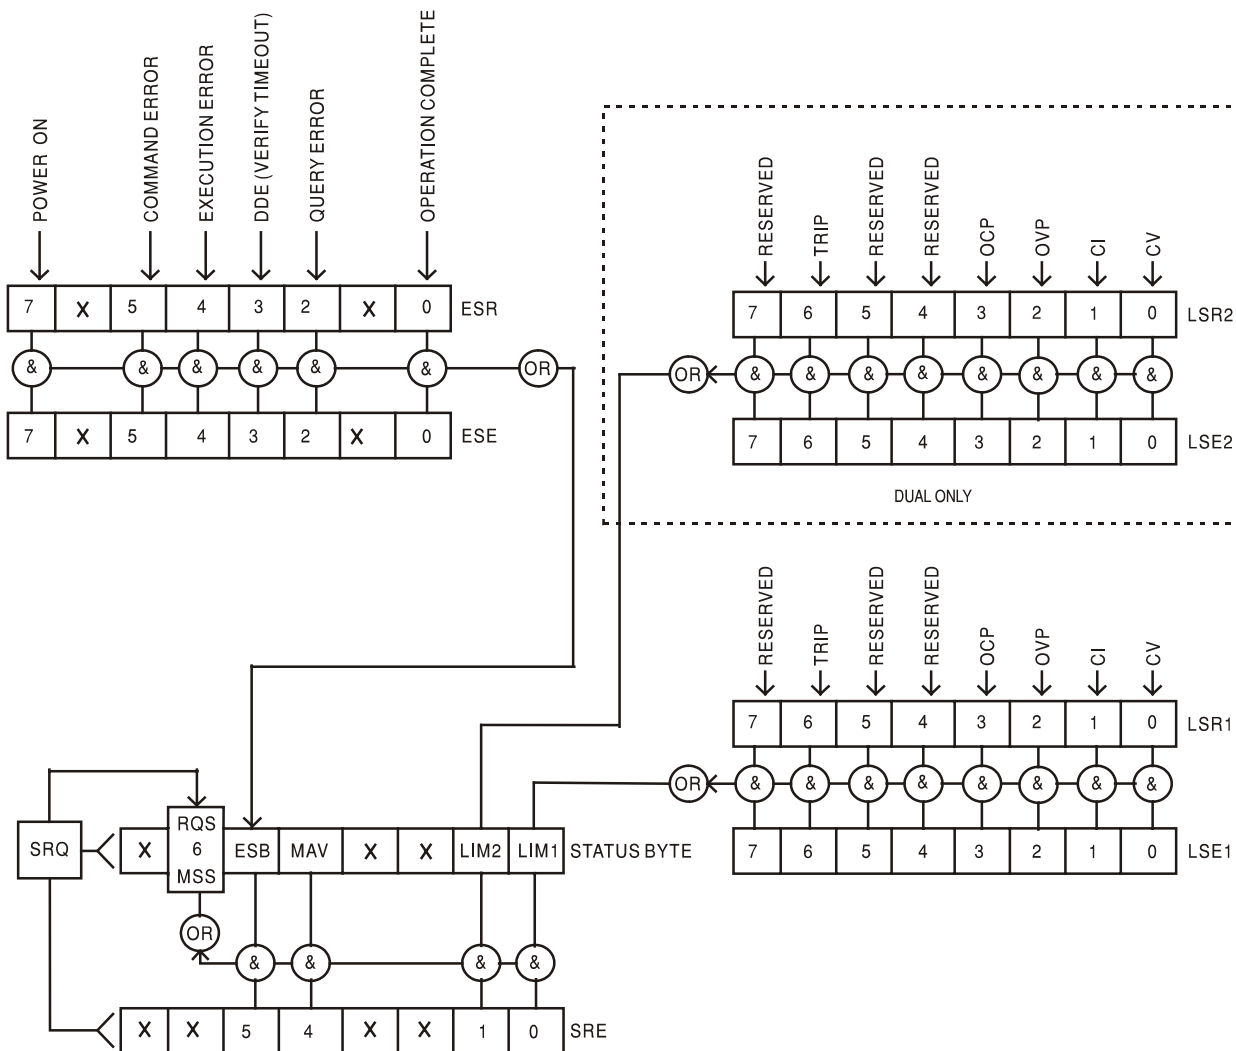 POWER ON
COMMAND ERROR
EXECUTION ERROR
DDE (VERIFY TIMEOUT)
QUERY ERROR
OPERATION COMPLETE
7 X 5 4 3 2 X 0 ESR
& & & & & & OR
7 X 5 4 3 2 X 0 ESE
RESERVED
TRIP
RESERVED
RESERVED
OCP
OVP
CI
CV
7 6 5 4 3 2 1 0 LSR2
OR & & & & & & & &
7 6 5 4 3 2 1 0 LSE2
DUAL ONLY
RESERVED
TRIP
RESERVED
RESERVED
OCP
OVP
CI
CV
7 6 5 4 3 2 1 0 LSR1
OR & & & & & & & &
7 6 5 4 3 2 1 0 LSE1
SRQ
X
RQS
6
MSS
ESB MAV X X LIM2 LIM1 STATUS BYTE
OR
& & & &
X X 5 4 X X 1 0 SRE